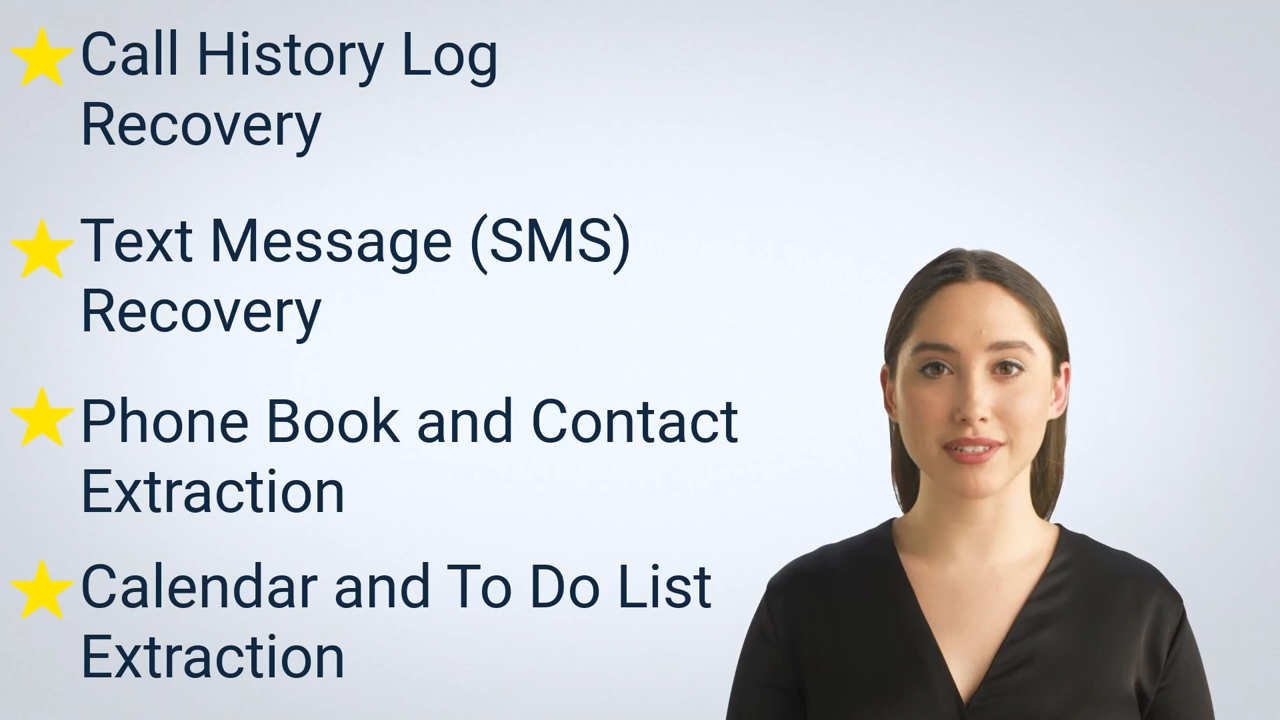 Call History Log
Recovery
Text Message (SMS)
Recovery
Phone Book and Contact
Extraction
Calendar and To Do List
Extraction